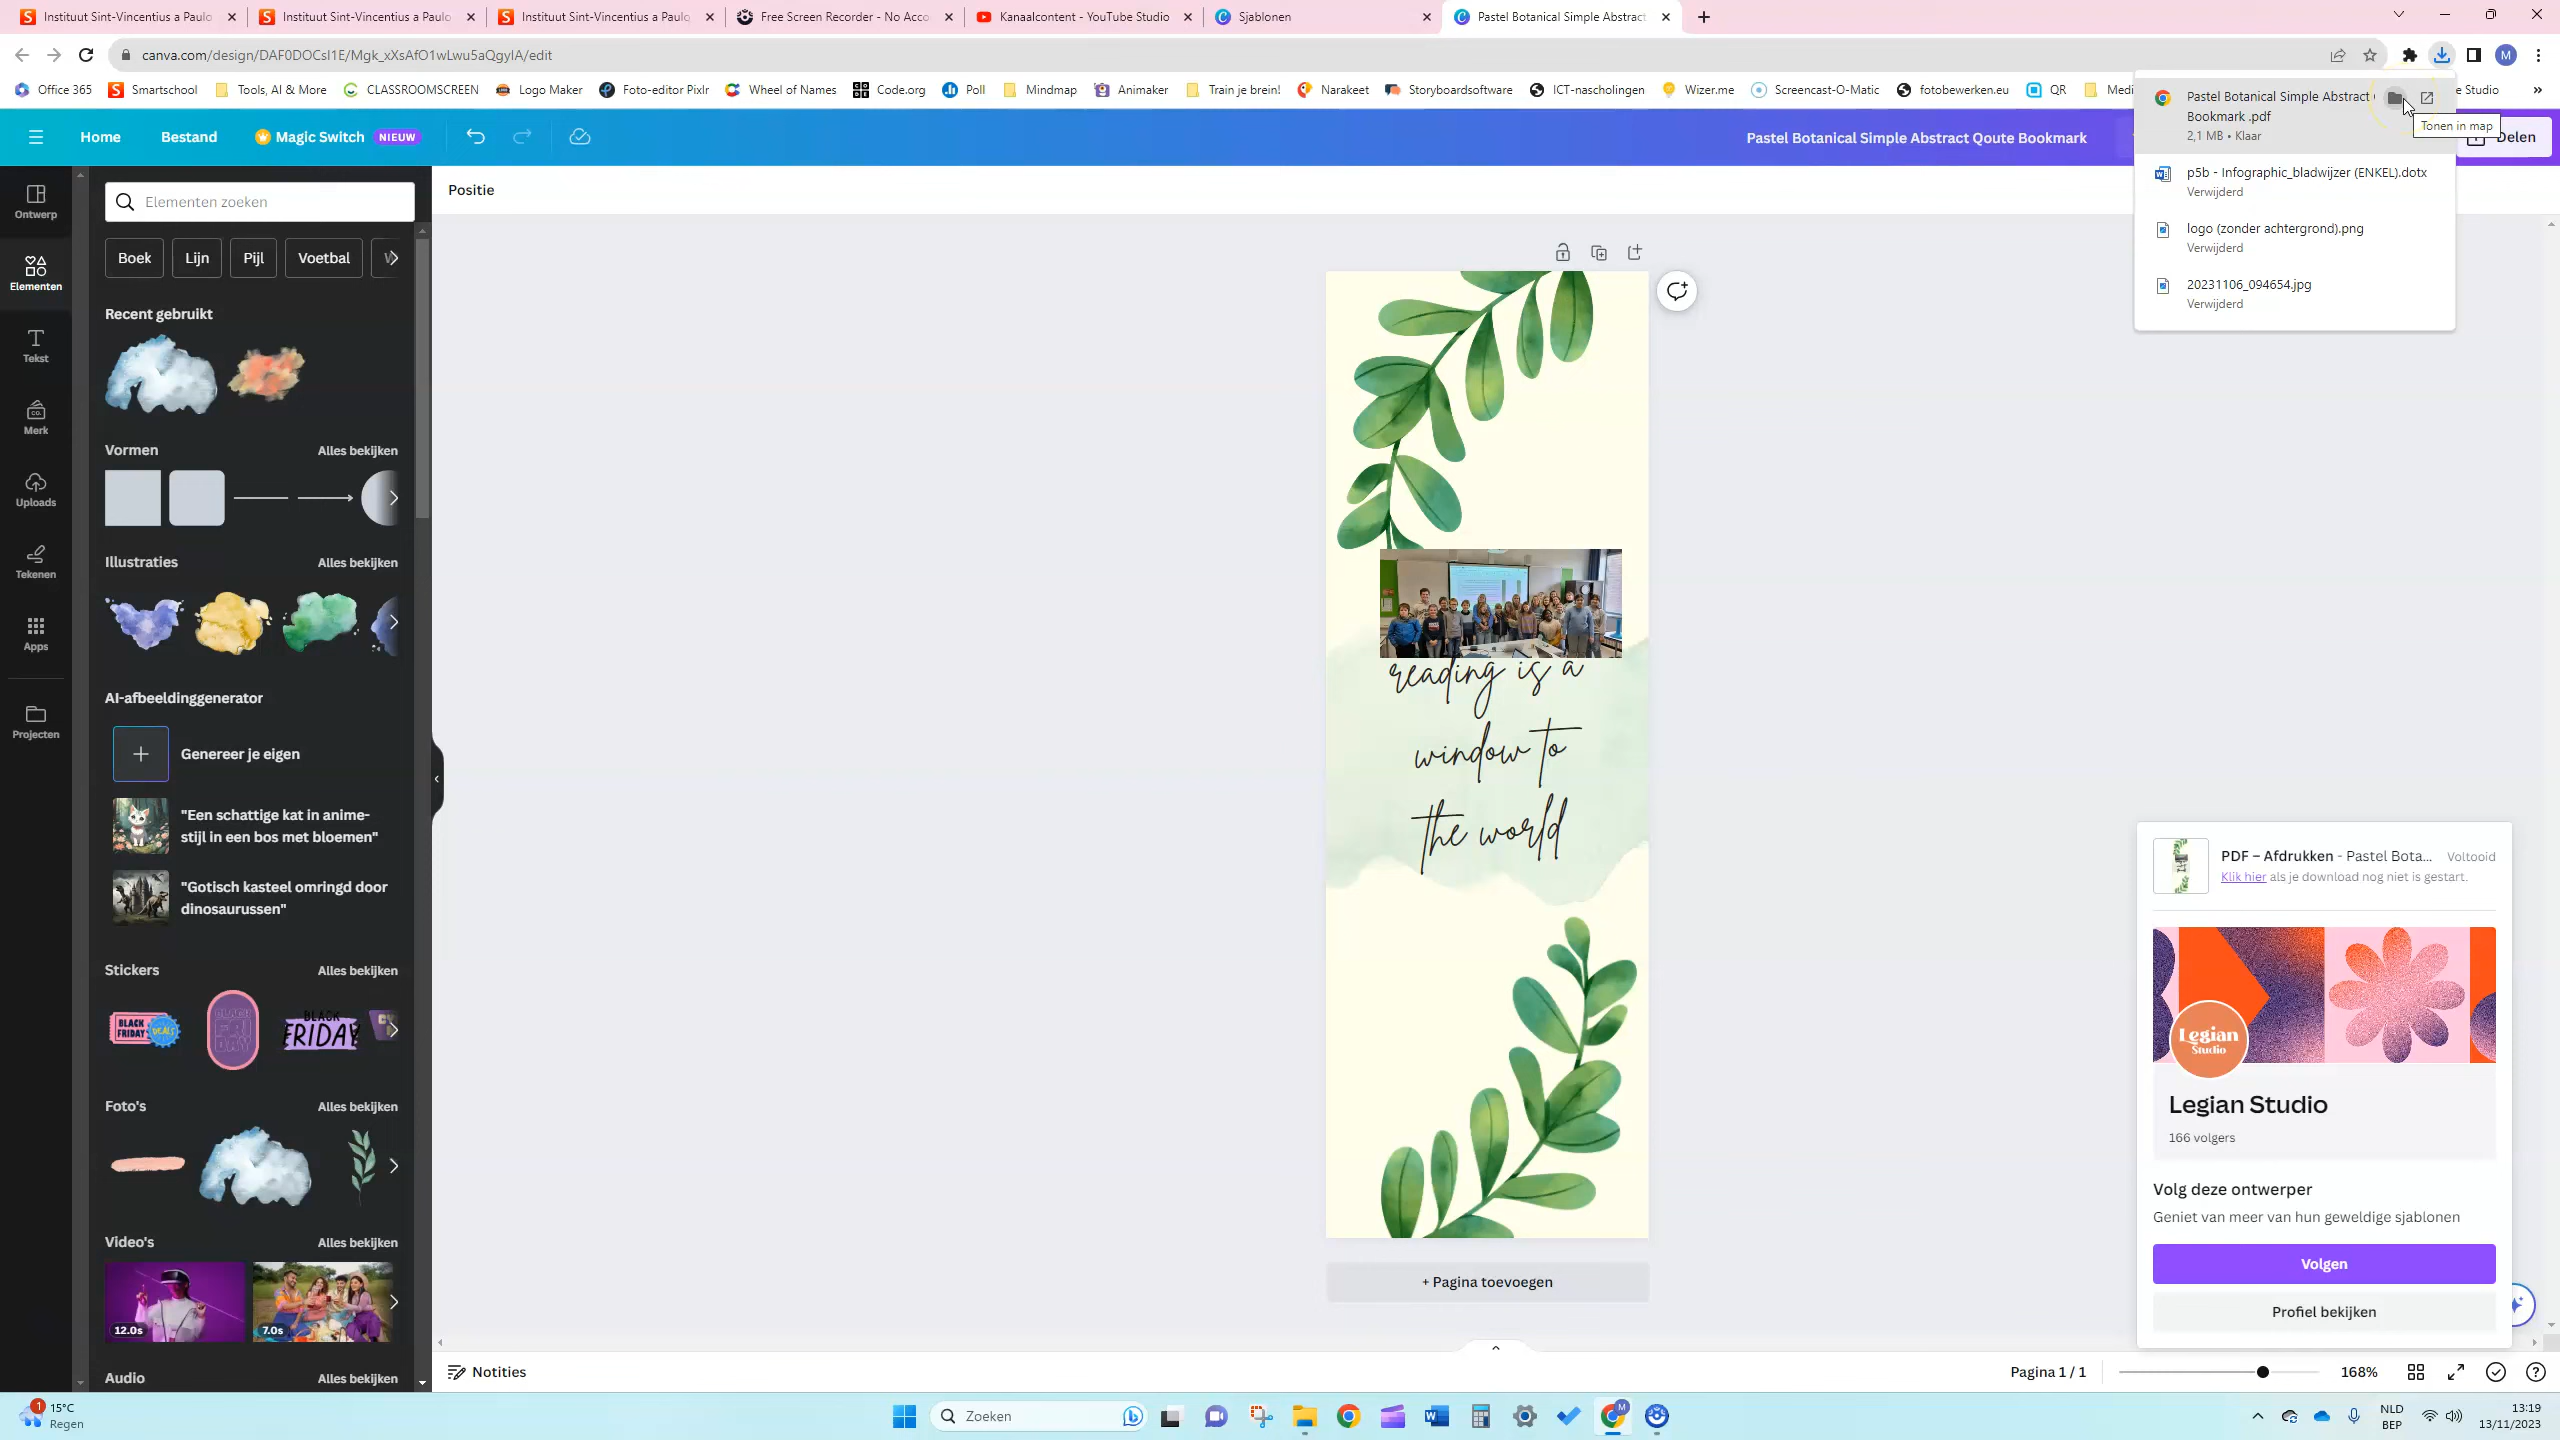 Instituut Sint-Vincentius a Paulo
Instituut Sint-Vincentius a Paulo
Instituut Sint-Vincentius a Paulo
Free Screen Recorder - No Acco
Kanaalcontent - YouTube Studio
Sjablonen
Pastel Botanical Simple Abstract
canva.com/design/DAF0DOCsI1E/Mgk_xXsAfO1wLwu5aQgyIA/edit
M
Office 365
Smartschool
Tools, AI & More
CLASSROOMSCREEN
Logo Maker
Foto-editor Pixlr
Wheel of Names
Code.org
Poll
Mindmap
Animaker
Train je brein!
Narakeet
Storyboardsoftware
ICT-nascholingen
Wizer.me
Screencast-O-Matic
fotobewerken.eu
QR
Medi
e Studio
Home
Bestand
Magic Switch
NIEUW
Pastel Botanical Simple Abstract Qoute Bookmark
Delen
Pastel Botanical Simple Abstract
Bookmark .pdf
2,1 MB • Klaar
Tonen in map
p5b - Infographic_bladwijzer (ENKEL).dotx
Verwijderd
logo (zonder achtergrond).png
Verwijderd
20231106_094654.jpg
Verwijderd
Ontwerp
Elementen
Tekst
Merk
Uploads
Tekenen
Apps
Projecten
Elementen zoeken
Boek
Lijn
Pijl
Voetbal
Recent gebruikt
Vormen
Alles bekijken
Illustraties
Alles bekijken
AI-afbeeldinggenerator
Genereer je eigen
"Een schattige kat in anime-
stijl in een bos met bloemen"
"Gotisch kasteel omringd door
dinosaurussen"
Stickers
Alles bekijken
BLACK FRIDAY DEALS
BLACK FRIDAY
BLACK FRIDAY
Foto's
Alles bekijken
Video's
Alles bekijken
12.0s
7.0s
Audio
Alles bekijken
Positie
reading is a
window to
the world
+ Pagina toevoegen
PDF – Afdrukken - Pastel Bota...
Voltooid
Klik hier als je download nog niet is gestart.
Legian
Studio
Legian Studio
166 volgers
Volg deze ontwerper
Geniet van meer van hun geweldige sjablonen
Volgen
Profiel bekijken
Notities
Pagina 1 / 1
168%
1
15°C
Regen
Zoeken
NLD
BEP
13:19
13/11/2023